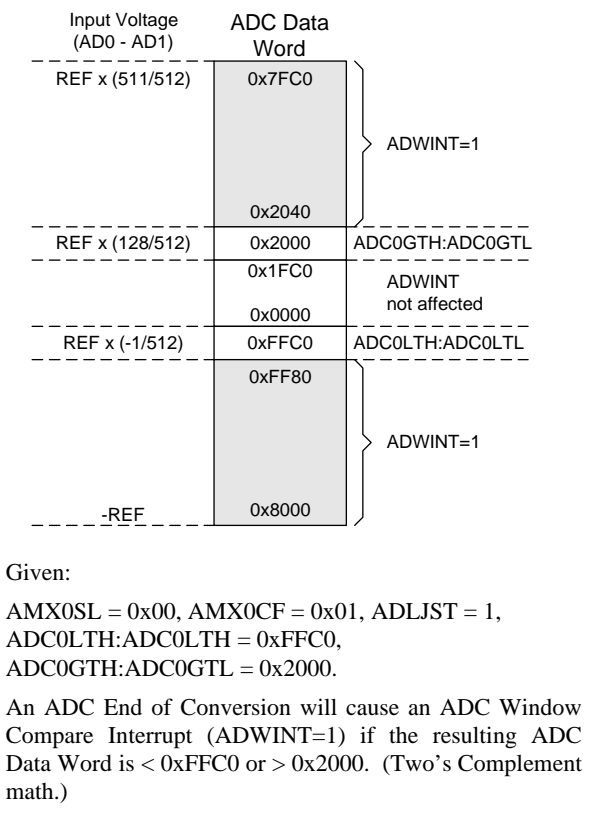 Input Voltage
(AD0 - AD1)
ADC Data
Word
REF x (511/512)
0x7FC0
ADWINT=1
0x2040
REF x (128/512)
0x2000
ADC0GTH:ADC0GTL
0x1FC0
ADWINT
not affected
0x0000
REF x (-1/512)
0xFFC0
ADC0LTH:ADC0LTL
0xFF80
ADWINT=1
-REF
0x8000
Given:
AMX0SL = 0x00, AMX0CF = 0x01, ADLJST = 1,
ADC0LTH:ADC0LTH = 0xFFC0,
ADC0GTH:ADC0GTL = 0x2000.
An ADC End of Conversion will cause an ADC Window
Compare Interrupt (ADWINT=1) if the resulting ADC
Data Word is < 0xFFC0 or > 0x2000.  (Two's Complement
math.)